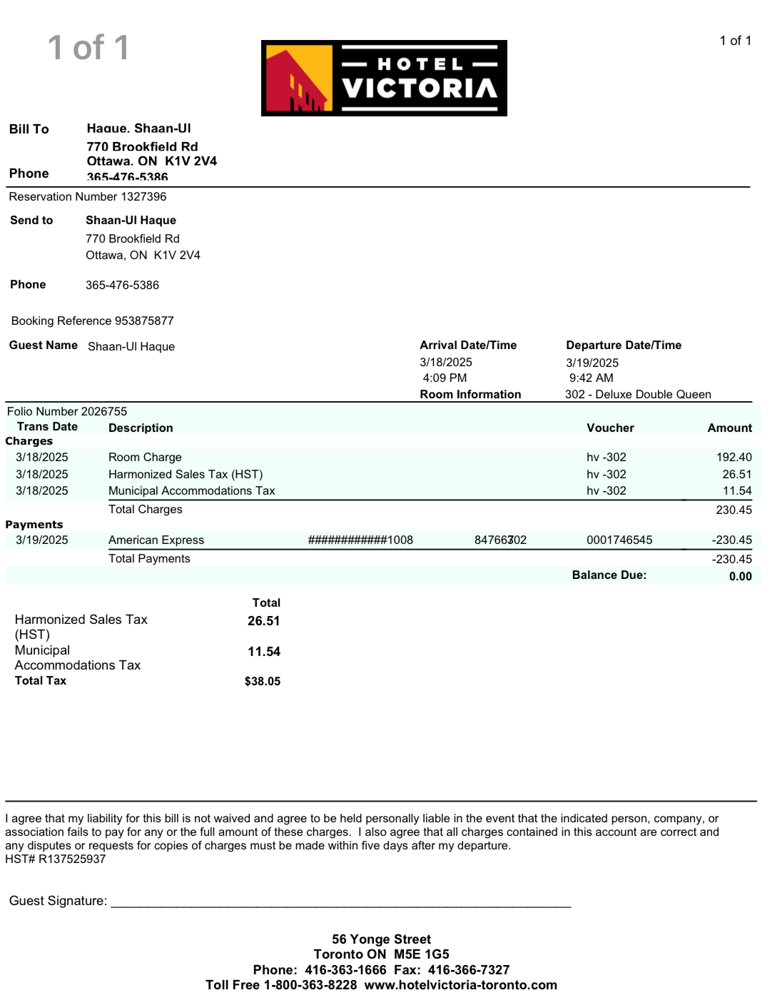 1 of 1
1 of 1
HOTEL
VICTORIA
Bill To Haque, Shaan-Ul
770 Brookfield Rd
Ottawa, ON K1V 2V4
Phone 365-476-5386
Reservation Number 1327396
Send to Shaan-Ul Haque
770 Brookfield Rd
Ottawa, ON K1V 2V4
Phone 365-476-5386
Booking Reference 953875877
Guest Name Shaan-Ul Haque Arrival Date/Time Departure Date/Time
3/18/2025 3/19/2025
4:09 PM 9:42 AM
Room Information 302 - Deluxe Double Queen
Folio Number 2026755
Trans Date Description Voucher Amount
Charges
3/18/2025 Room Charge hv -302 192.40
3/18/2025 Harmonized Sales Tax (HST) hv -302 26.51
3/18/2025 Municipal Accommodations Tax hv -302 11.54
Total Charges 230.45
Payments
3/19/2025 American Express ############1008 0001746545 -230.45
Total Payments -230.45
Balance Due: 0.00
Total
Harmonized Sales Tax 26.51
(HST)
Municipal 11.54
Accommodations Tax
Total Tax $38.05
I agree that my liability for this bill is not waived and agree to be held personally liable in the event that the indicated person, company, or
association fails to pay for any or the full amount of these charges. I also agree that all charges contained in this account are correct and
any disputes or requests for copies of charges must be made within five days after my departure.
HST# R137525937
Guest Signature:
56 Yonge Street
Toronto ON M5E 1G5
Phone: 416-363-1666 Fax: 416-366-7327
Toll Free 1-800-363-8228 www.hotelvictoria-toronto.com